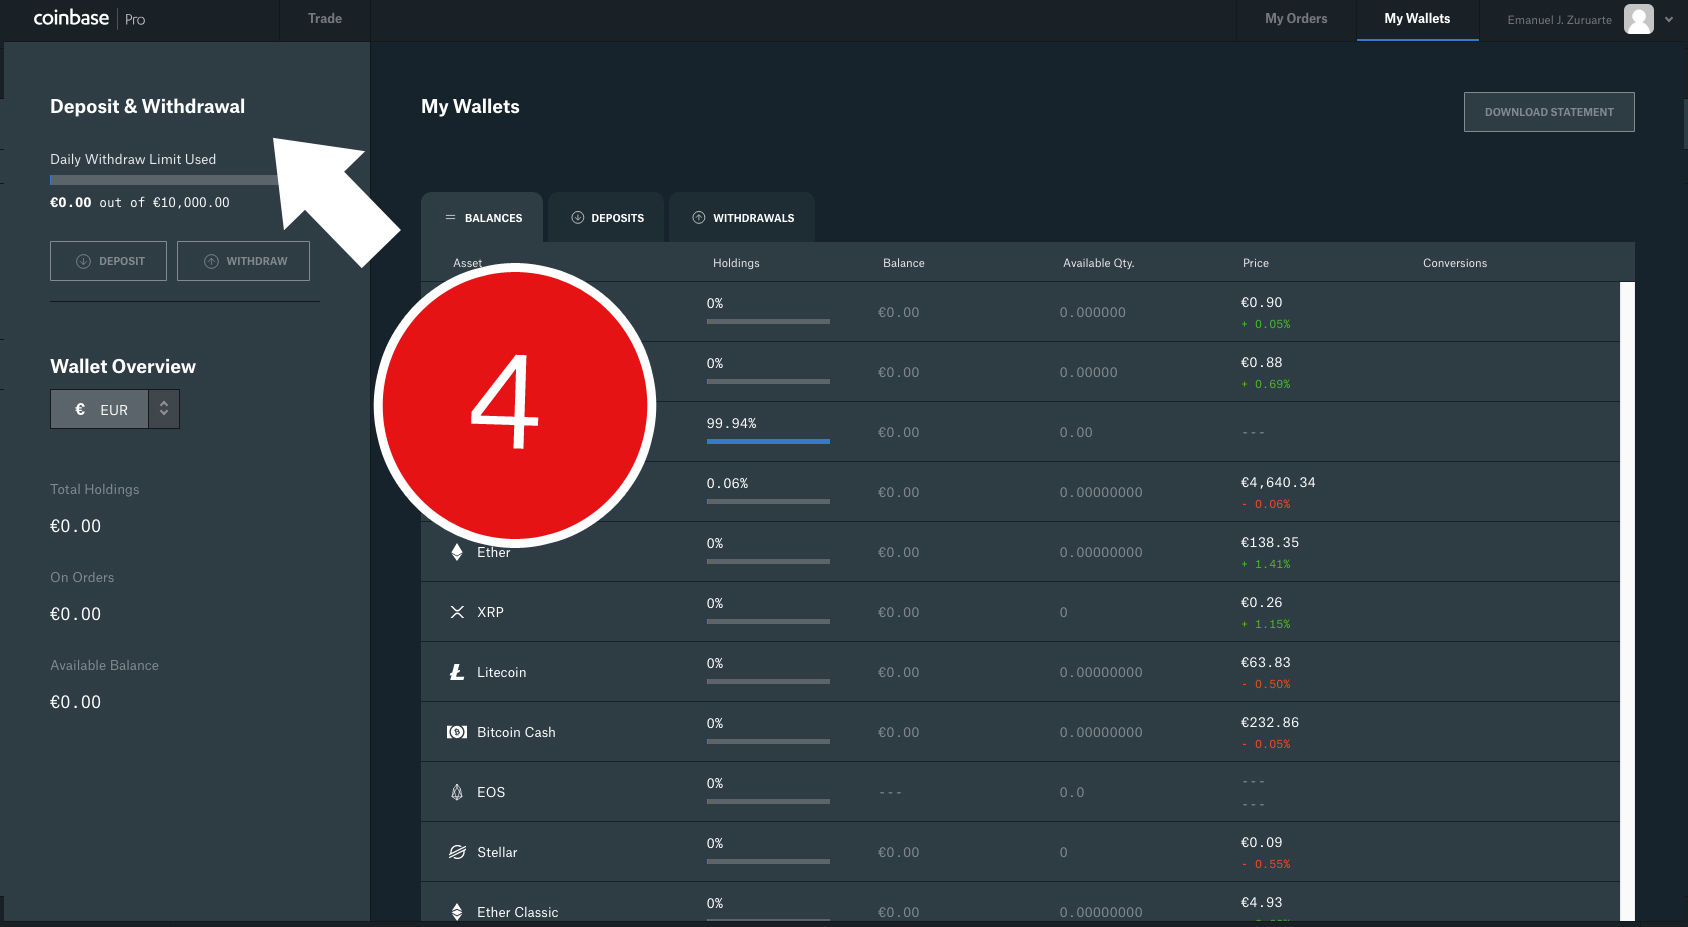 coinbase Pro
Trade
My Orders
My Wallets
Emanuel J. Zuruarte
Deposit & Withdrawal
Daily Withdraw Limit Used
€0.00 out of €10,000.00
DEPOSIT
WITHDRAW
Wallet Overview
€ EUR
Total Holdings
€0.00
On Orders
€0.00
Available Balance
€0.00
My Wallets
DOWNLOAD STATEMENT
BALANCES
DEPOSITS
WITHDRAWALS
Asset Holdings Balance Available Qty. Price Conversions
0% €0.00 0.000000 €0.90
+ 0.05%
0% €0.00 0.00000 €0.88
+ 0.69%
99.94% €0.00 0.00 ---
0.06% €0.00 0.00000000 €4,640.34
- 0.06%
4
Ether 0% €0.00 0.00000000 €138.35
+ 1.41%
XRP 0% €0.00 0 €0.26
+ 1.15%
Litecoin 0% €0.00 0.00000000 €63.83
- 0.50%
Bitcoin Cash 0% €0.00 0.00000000 €232.86
- 0.05%
EOS 0% --- 0.0 ---
---
Stellar 0% €0.00 0 €0.09
- 0.55%
Ether Classic 0% €0.00 0.00000000 €4.93